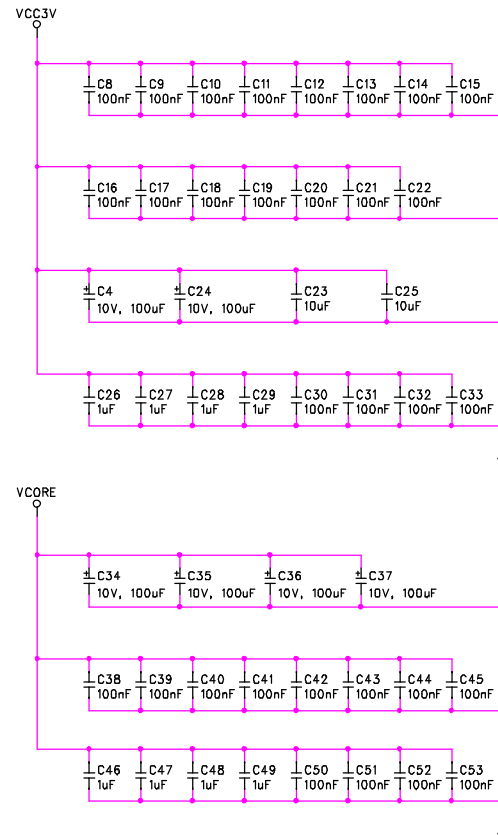 VCC3V
C8 C9 C10 C11 C12 C13 C14 C15
100nF 100nF 100nF 100nF 100nF 100nF 100nF 100nF
C16 C17 C18 C19 C20 C21 C22
100nF 100nF 100nF 100nF 100nF 100nF 100nF
C4 C24 C23 C25
10V, 100uF 10V, 100uF 10uF 10uF
C26 C27 C28 C29 C30 C31 C32 C33
1uF 1uF 1uF 1uF 100nF 100nF 100nF 100nF
VCORE
C34 C35 C36 C37
10V, 100uF 10V, 100uF 10V, 100uF 10V, 100uF
C38 C39 C40 C41 C42 C43 C44 C45
100nF 100nF 100nF 100nF 100nF 100nF 100nF 100nF
C46 C47 C48 C49 C50 C51 C52 C53
1uF 1uF 1uF 1uF 100nF 100nF 100nF 100nF